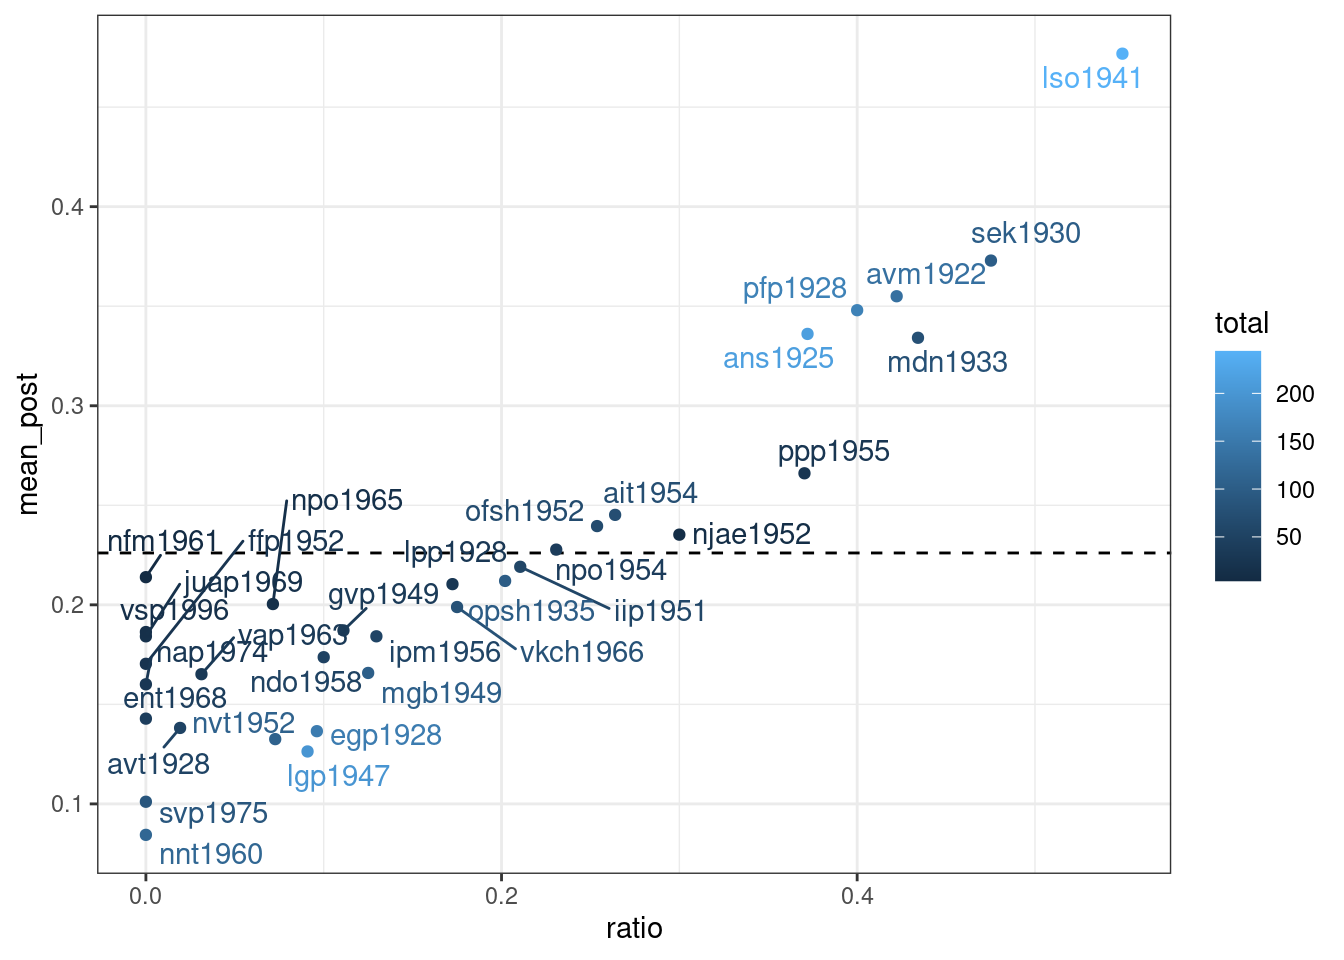 lso1941
0.4
sek1930
avm1922
pfp1928
ans1925
mdn1933
total
200
150
100
50
mean_post
0.3
ppp1955
npo1965
ait1954
ofsh1952
njae1952
nfm1961
ffp1952
lpp1928
npo1954
juap1969
gvp1949
0.2
vsp1996
opsh1935
iip1951
vap1963
nap1974
ipm1956
vkch1966
ndo1958
mgb1949
ent1968
nvt1952
egp1928
avt1928
lgp1947
0.1
svp1975
nnt1960
0.0
0.2
0.4
ratio